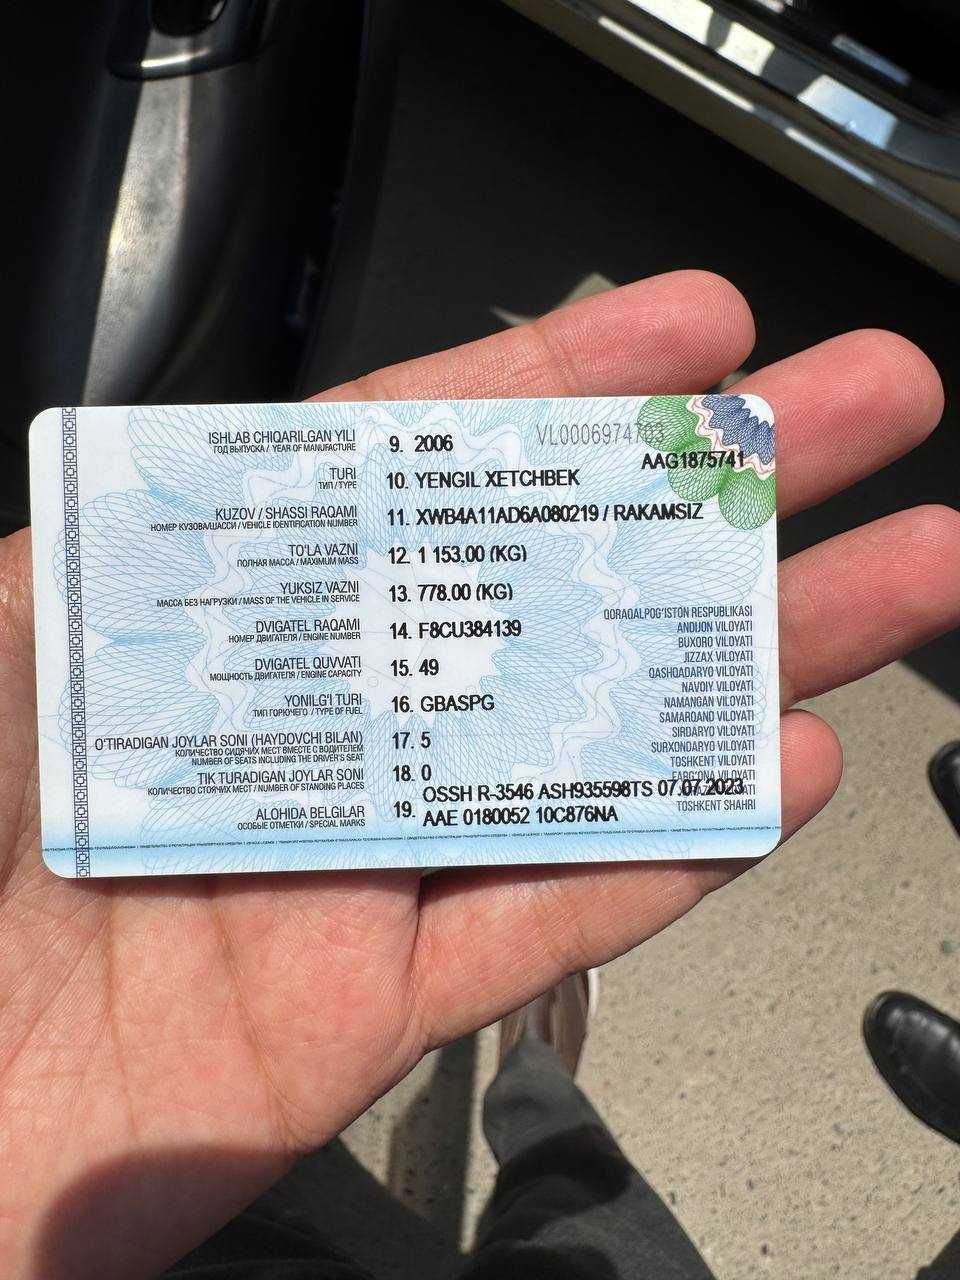 ISHLAB CHIQARILGAN YILI 9. 2006 VL0006974703
ГОД ВЫПУСКА / YEAR OF MANUFACTURE
AAG1875741
TURI 10. YENGIL XETCHBEK
ТИП / TYPE
KUZOV / SHASSI RAQAMI 11. XWB4A11AD6A080219 / RAKAMSIZ
НОМЕР КУЗОВА/ШАССИ / VEHICLE IDENTIFICATION NUMBER
TO'LA VAZNI 12. 1 153.00 (KG)
ПОЛНАЯ МАССА / MAXIMUM MASS
YUKSIZ VAZNI 13. 778.00 (KG)
МАССА БЕЗ НАГРУЗКИ / MASS OF THE VEHICLE IN SERVICE
DVIGATEL RAQAMI 14. F8CU384139
НОМЕР ДВИГАТЕЛЯ / ENGINE NUMBER
DVIGATEL QUVVATI 15. 49
МОЩНОСТЬ ДВИГАТЕЛЯ / ENGINE CAPACITY
YONILG'I TURI 16. GBASPG
ТИП ГОРЮЧЕГО / TYPE OF FUEL
O'TIRADIGAN JOYLAR SONI (HAYDOVCHI BILAN) 17. 5
КОЛИЧЕСТВО СИДЯЧИХ МЕСТ ВМЕСТЕ С ВОДИТЕЛЕМ
NUMBER OF SEATS INCLUDING THE DRIVER'S SEAT
TIK TURADIGAN JOYLAR SONI 18. 0
КОЛИЧЕСТВО СТОЯЧИХ МЕСТ / NUMBER OF STANDING PLACES
ALOHIDA BELGILAR 19. OSSH R-3546 ASH935598TS 07.07.2023
ОСОБЫЕ ОТМЕТКИ / SPECIAL MARKS
AAE 0180052 10C876NA
QORAQALPOG'ISTON RESPUBLIKASI
ANDIJON VILOYATI
BUXORO VILOYATI
JIZZAX VILOYATI
QASHQADARYO VILOYATI
NAVOIY VILOYATI
NAMANGAN VILOYATI
SAMARQAND VILOYATI
SIRDARYO VILOYATI
SURXONDARYO VILOYATI
TOSHKENT VILOYATI
FARG'ONA VILOYATI
TOSHKENT SHAHRI